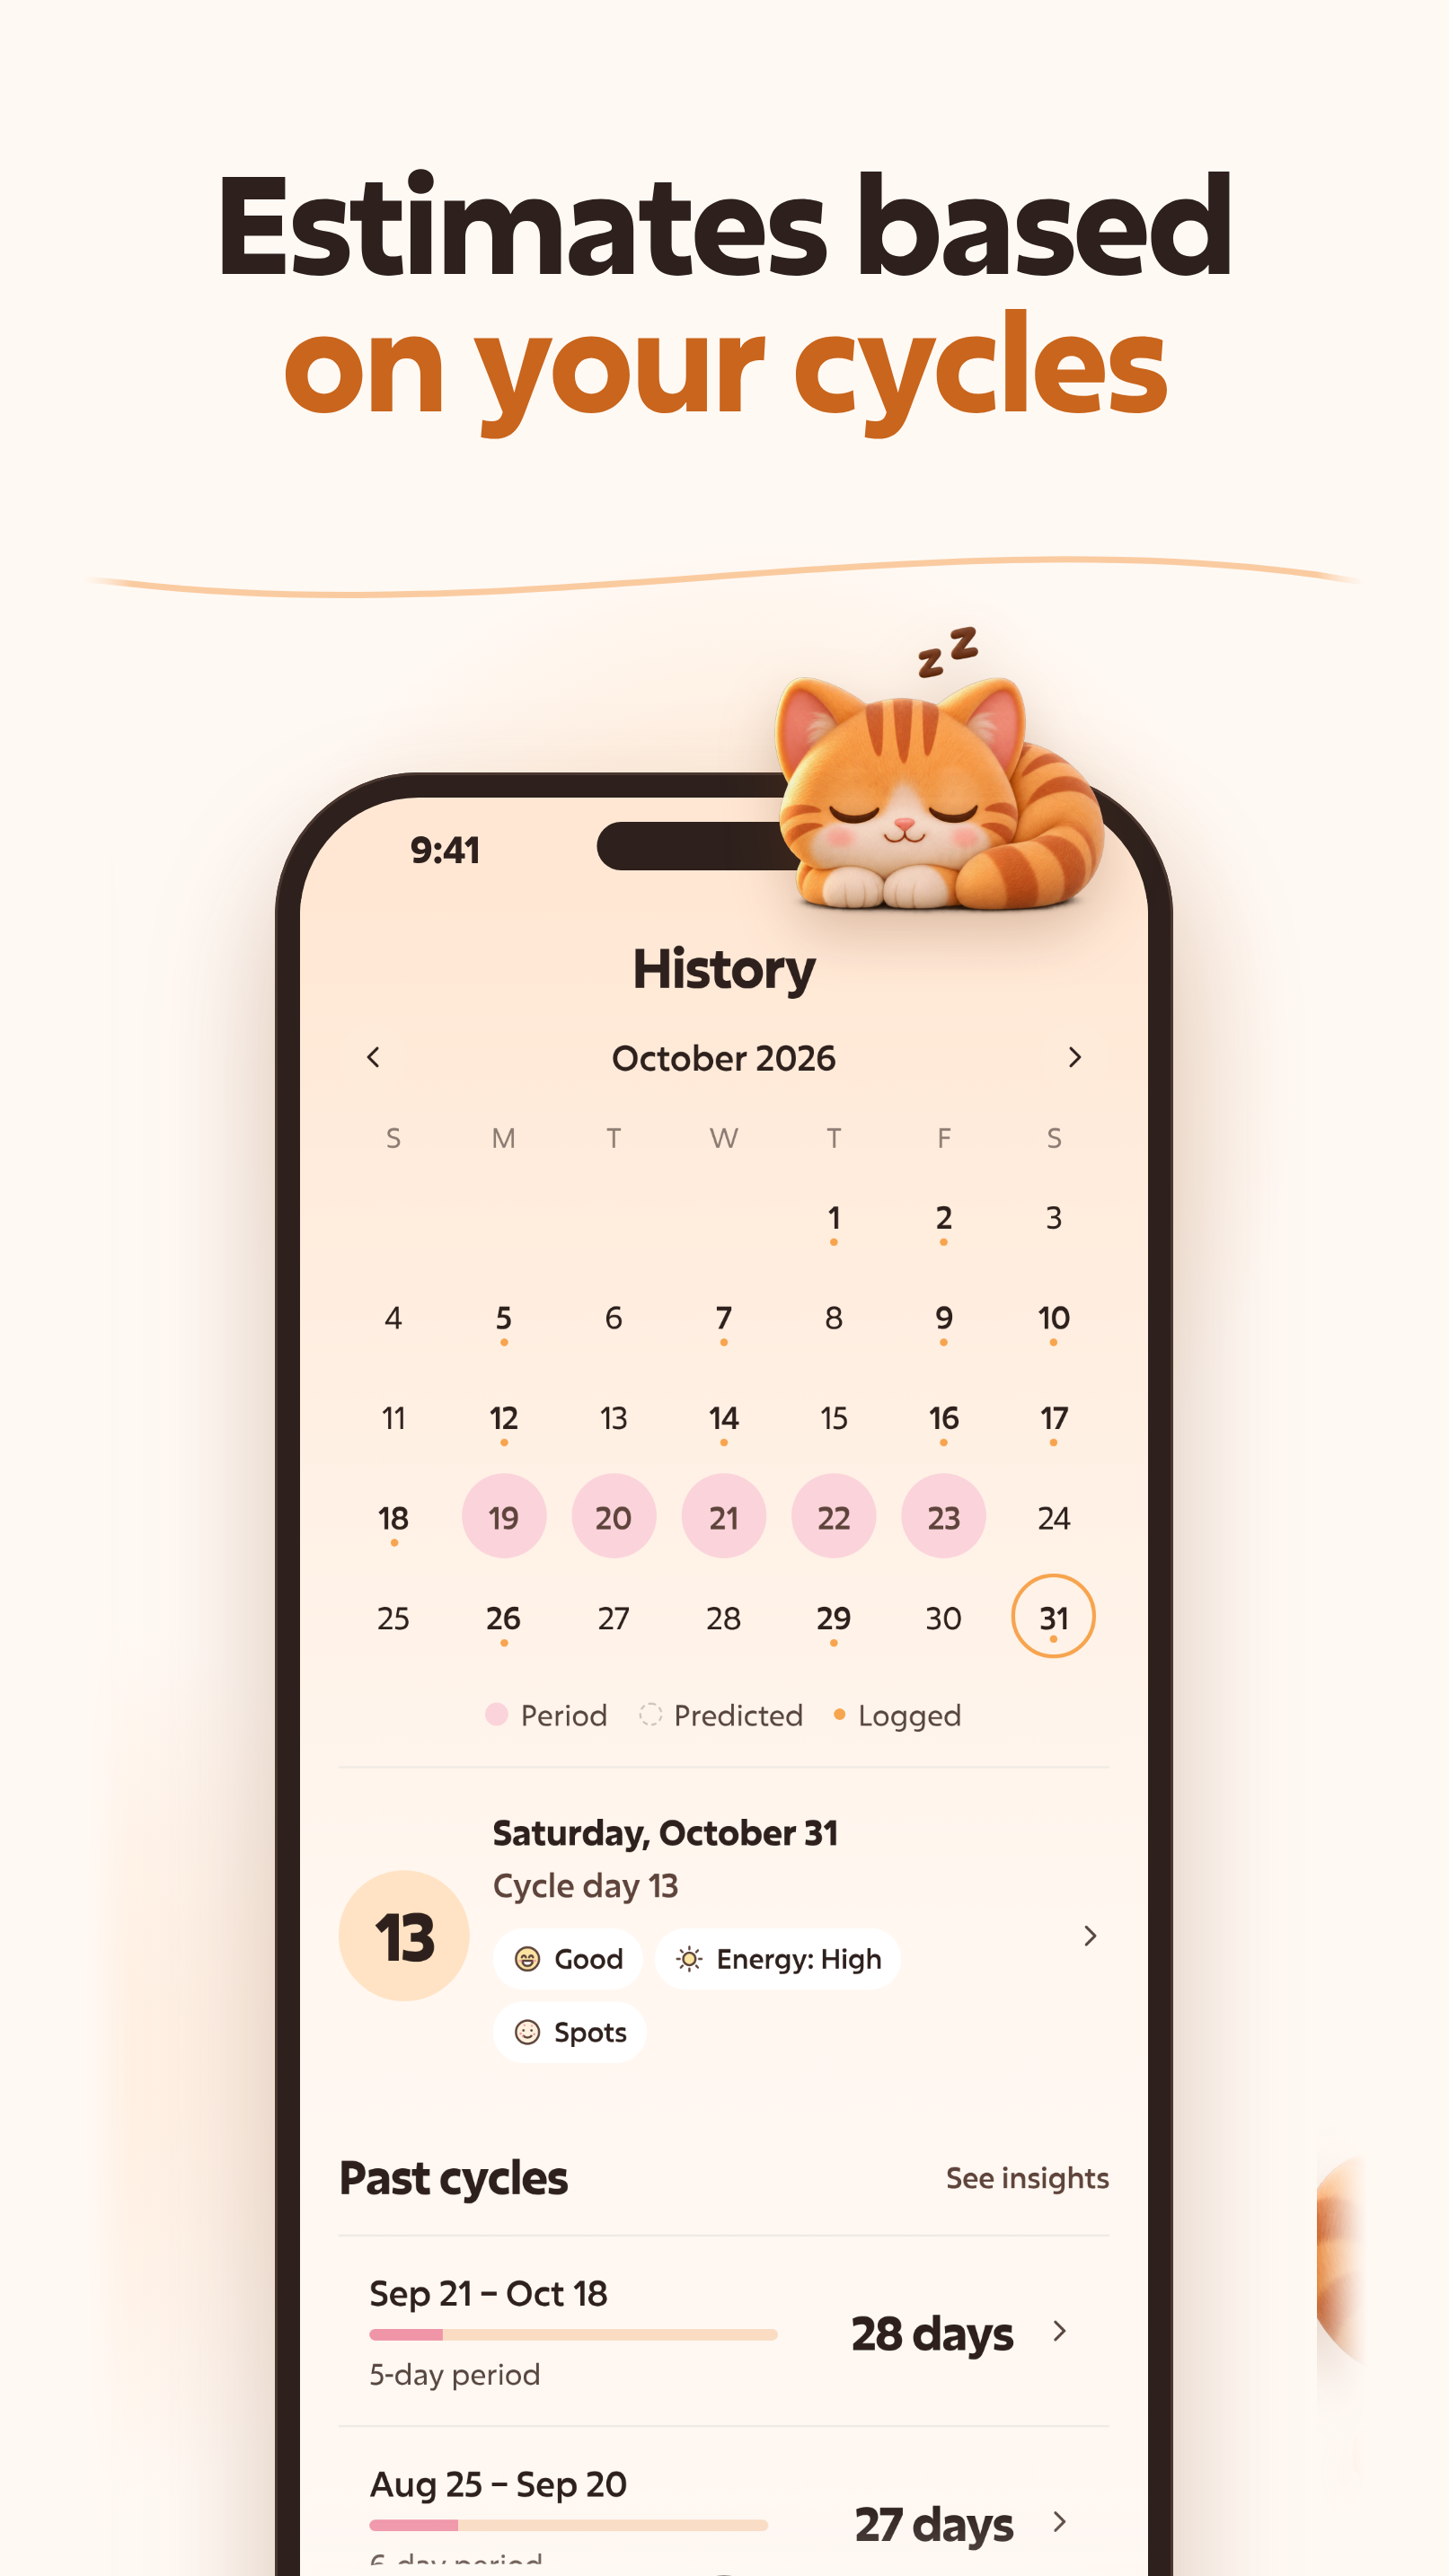 Estimates based
on your cycles
z z
9:41
History
October 2026
S M T W T F S
1 2 3
4 5 6 7 8 9 10
11 12 13 14 15 16 17
18 19 20 21 22 23 24
25 26 27 28 29 30 31
Period Predicted Logged
Saturday, October 31
Cycle day 13
13
Good Energy: High
Spots
Past cycles See insights
Sep 21 – Oct 18
28 days
5-day period
Aug 25 – Sep 20
27 days
6-day period